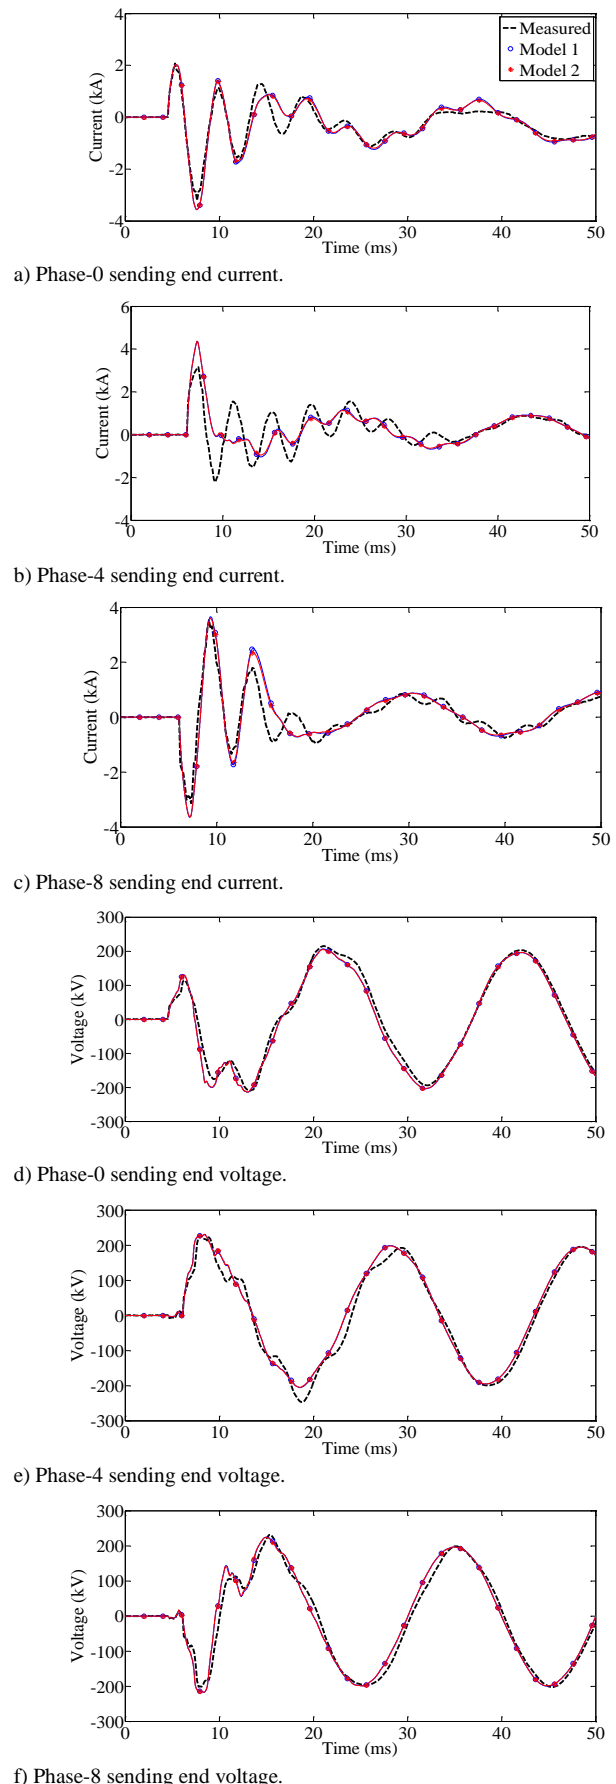 4
2
0
-2
-4
Current (kA)
Measured
Model 1
Model 2
0 10 20 30 40 50
Time (ms)
a) Phase-0 sending end current.
6
4
2
0
-2
-4
Current (kA)
0 10 20 30 40 50
Time (ms)
b) Phase-4 sending end current.
4
2
0
-2
-4
Current (kA)
0 10 20 30 40 50
Time (ms)
c) Phase-8 sending end current.
300
200
100
0
-100
-200
-300
Voltage (kV)
0 10 20 30 40 50
Time (ms)
d) Phase-0 sending end voltage.
300
200
100
0
-100
-200
-300
Voltage (kV)
0 10 20 30 40 50
Time (ms)
e) Phase-4 sending end voltage.
300
200
100
0
-100
-200
-300
Voltage (kV)
0 10 20 30 40 50
Time (ms)
f) Phase-8 sending end voltage.